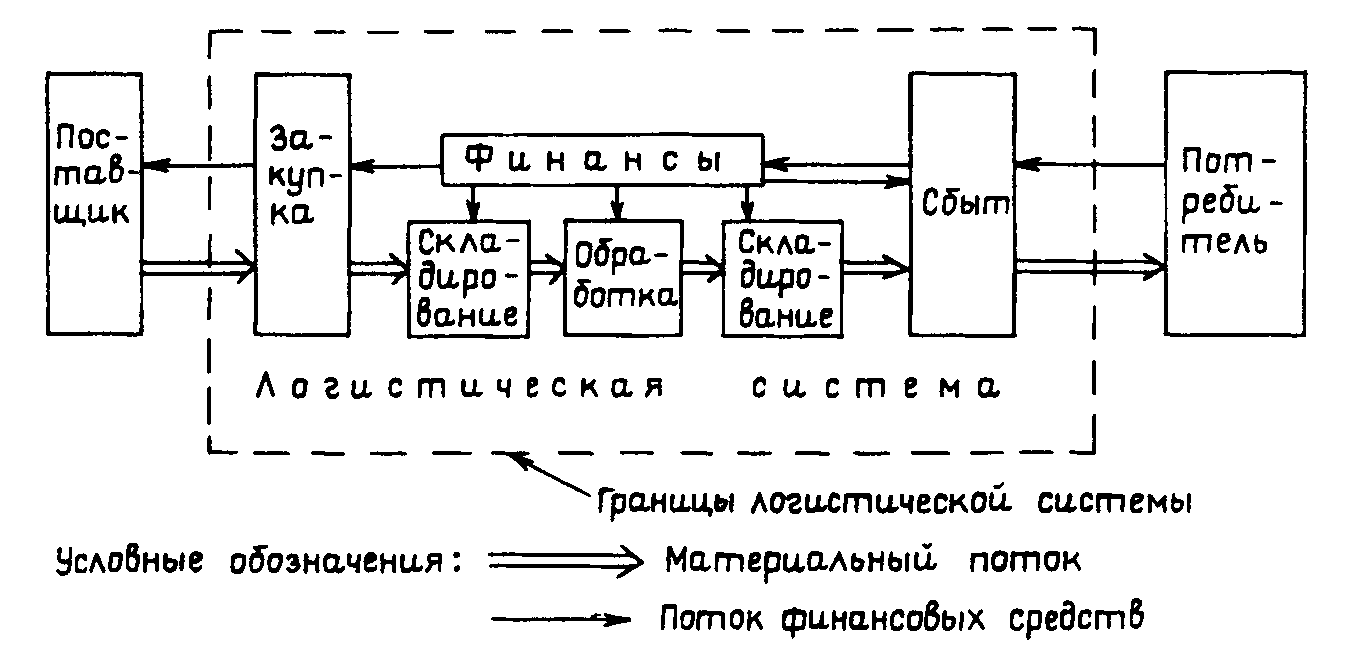 Пос-
тав-
щик
За-
куп-
ка
Финансы
Скла-
диро-
вание
Обра-
ботка
Скла-
диро-
вание
Сбыт
Пот-
реби-
тель
Логистическая система
Границы логистической системы
Условные обозначения: Материальный поток
Поток финансовых средств